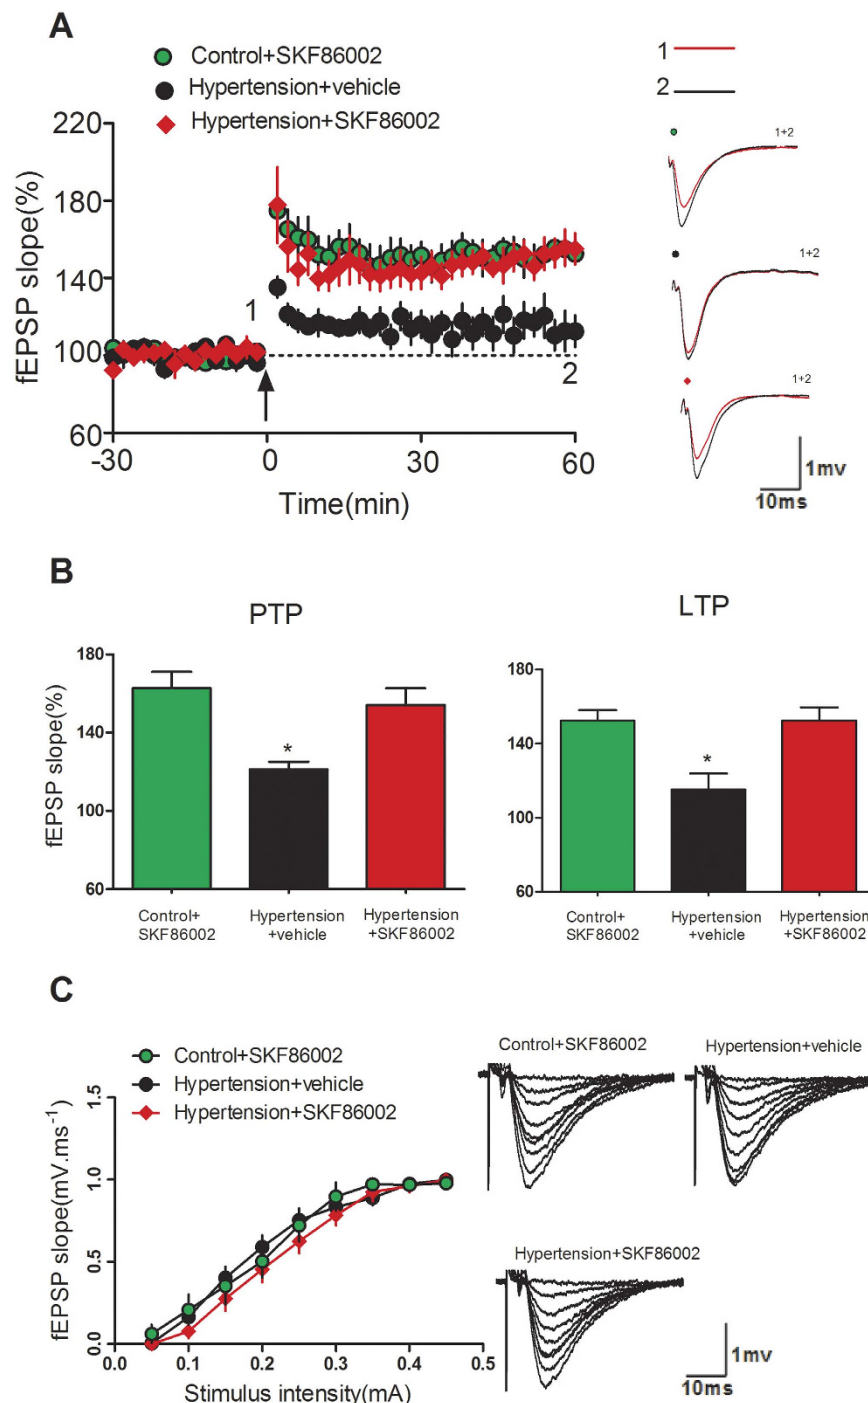 A
Control+SKF86002
Hypertension+vehicle
Hypertension+SKF86002
1
2
220
180
140
100
60
fEPSP slope(%)
1
2
-30
0
30
60
Time(min)
1+2
1+2
1+2
1mv
10ms
B
PTP
LTP
180
140
100
60
fEPSP slope(%)
Control+
SKF86002
Hypertension
+vehicle
Hypertension
+SKF86002
*
180
140
100
60
Control+
SKF86002
Hypertension
+vehicle
Hypertension
+SKF86002
*
C
Control+SKF86002
Hypertension+vehicle
Hypertension+SKF86002
1.5
1.0
0.5
0.0
fEPSP slope(mV.ms-1)
0.0
0.1
0.2
0.3
0.4
0.5
Stimulus intensity(mA)
Control+SKF86002
Hypertension+vehicle
Hypertension+SKF86002
1mv
10ms